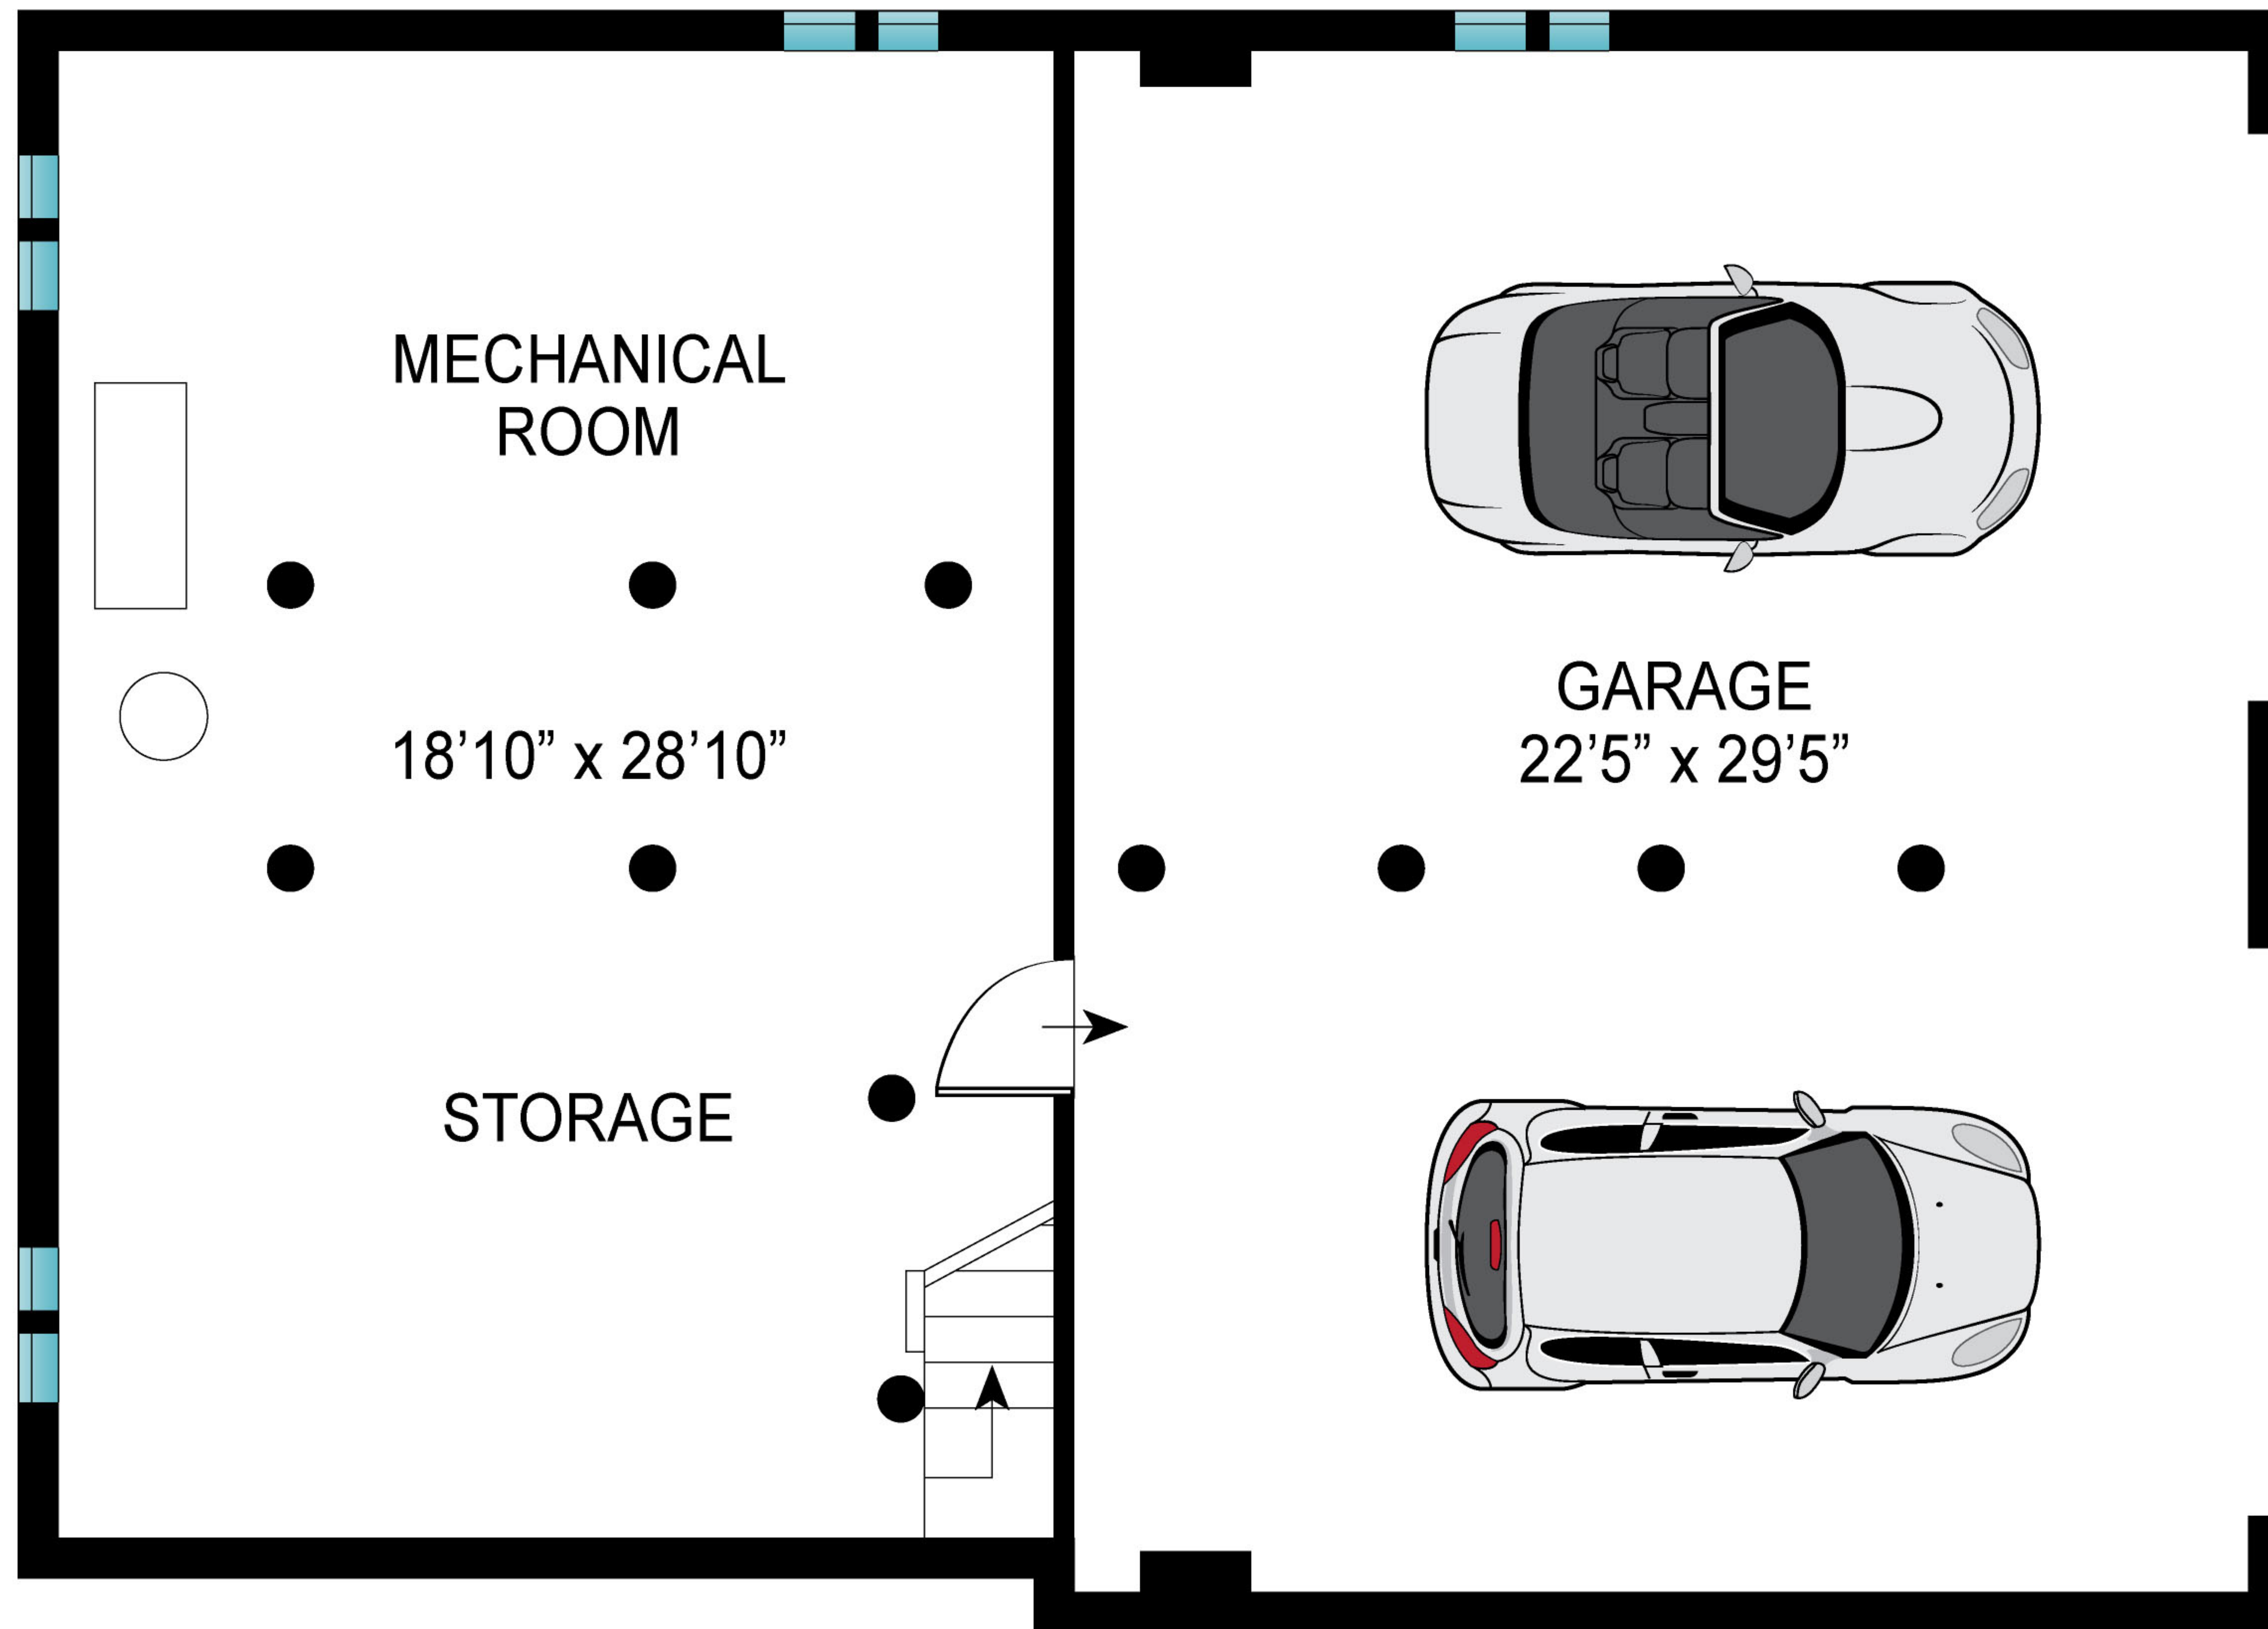 MECHANICAL
ROOM
18’10” x 28’10”
STORAGE
GARAGE
22’5” x 29’5”